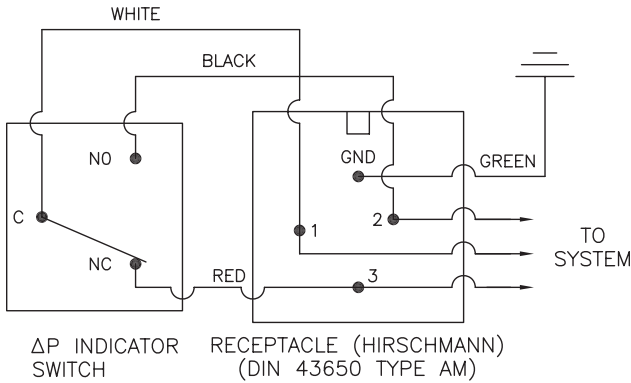 WHITE
BLACK
NO
GND
GREEN
C
1
2
TO
SYSTEM
NC
RED
3
ΔP INDICATOR
SWITCH
RECEPTACLE (HIRSCHMANN)
(DIN 43650 TYPE AM)